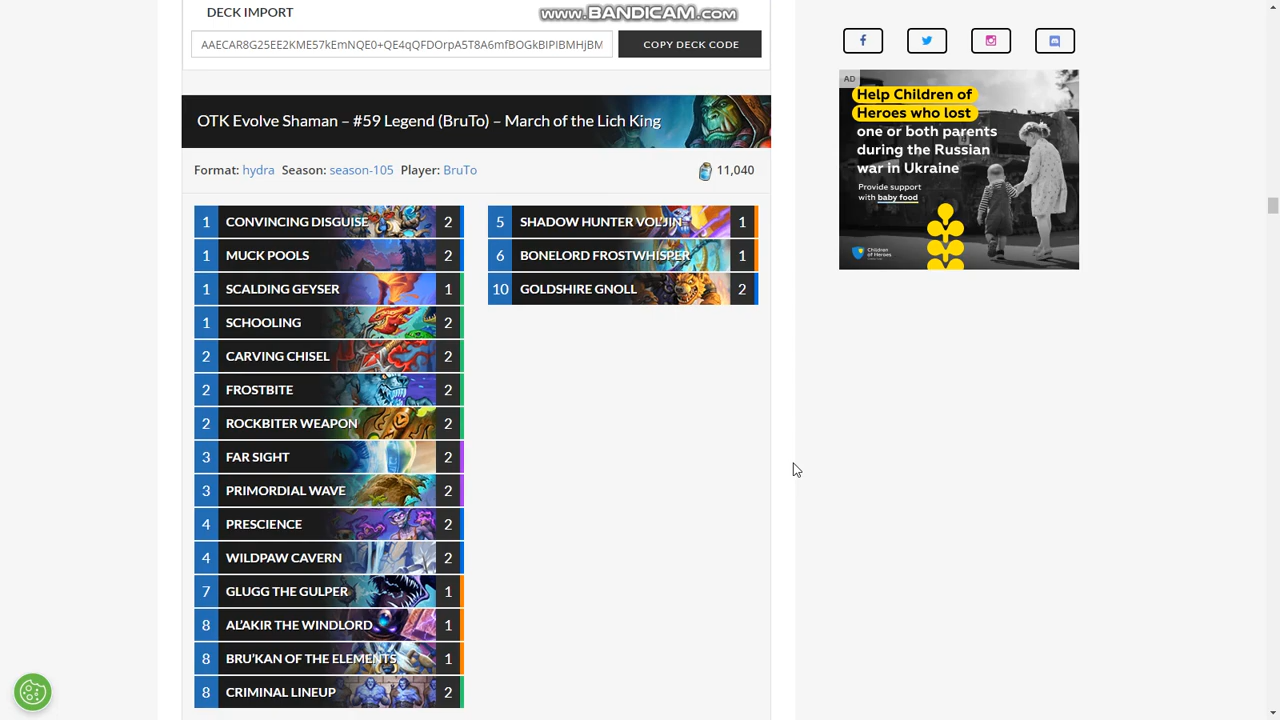 DECK IMPORT
www.BANDICAM.com
COPY DECK CODE
OTK Evolve Shaman – #59 Legend (BruTo) – March of the Lich King
Format: hydra Season: season-105 Player: BruTo 11,040
1 CONVINCING DISGUISE 2
1 MUCK POOLS 2
1 SCALDING GEYSER 1
1 SCHOOLING 2
2 CARVING CHISEL 2
2 FROSTBITE 2
2 ROCKBITER WEAPON 2
3 FAR SIGHT 2
3 PRIMORDIAL WAVE 2
4 PRESCIENCE 2
4 WILDPAW CAVERN 2
7 GLUGG THE GULPER 1
8 AL'AKIR THE WINDLORD 1
8 BRU'KAN OF THE ELEMENTS 1
8 CRIMINAL LINEUP 2
5 SHADOW HUNTER VOL'JIN 1
6 BONELORD FROSTWHISPER 1
10 GOLDSHIRE GNOLL 2
AD
Help Children of
Heroes who lost
one or both parents
during the Russian
war in Ukraine
Provide support
with baby food
Children
of Heroes